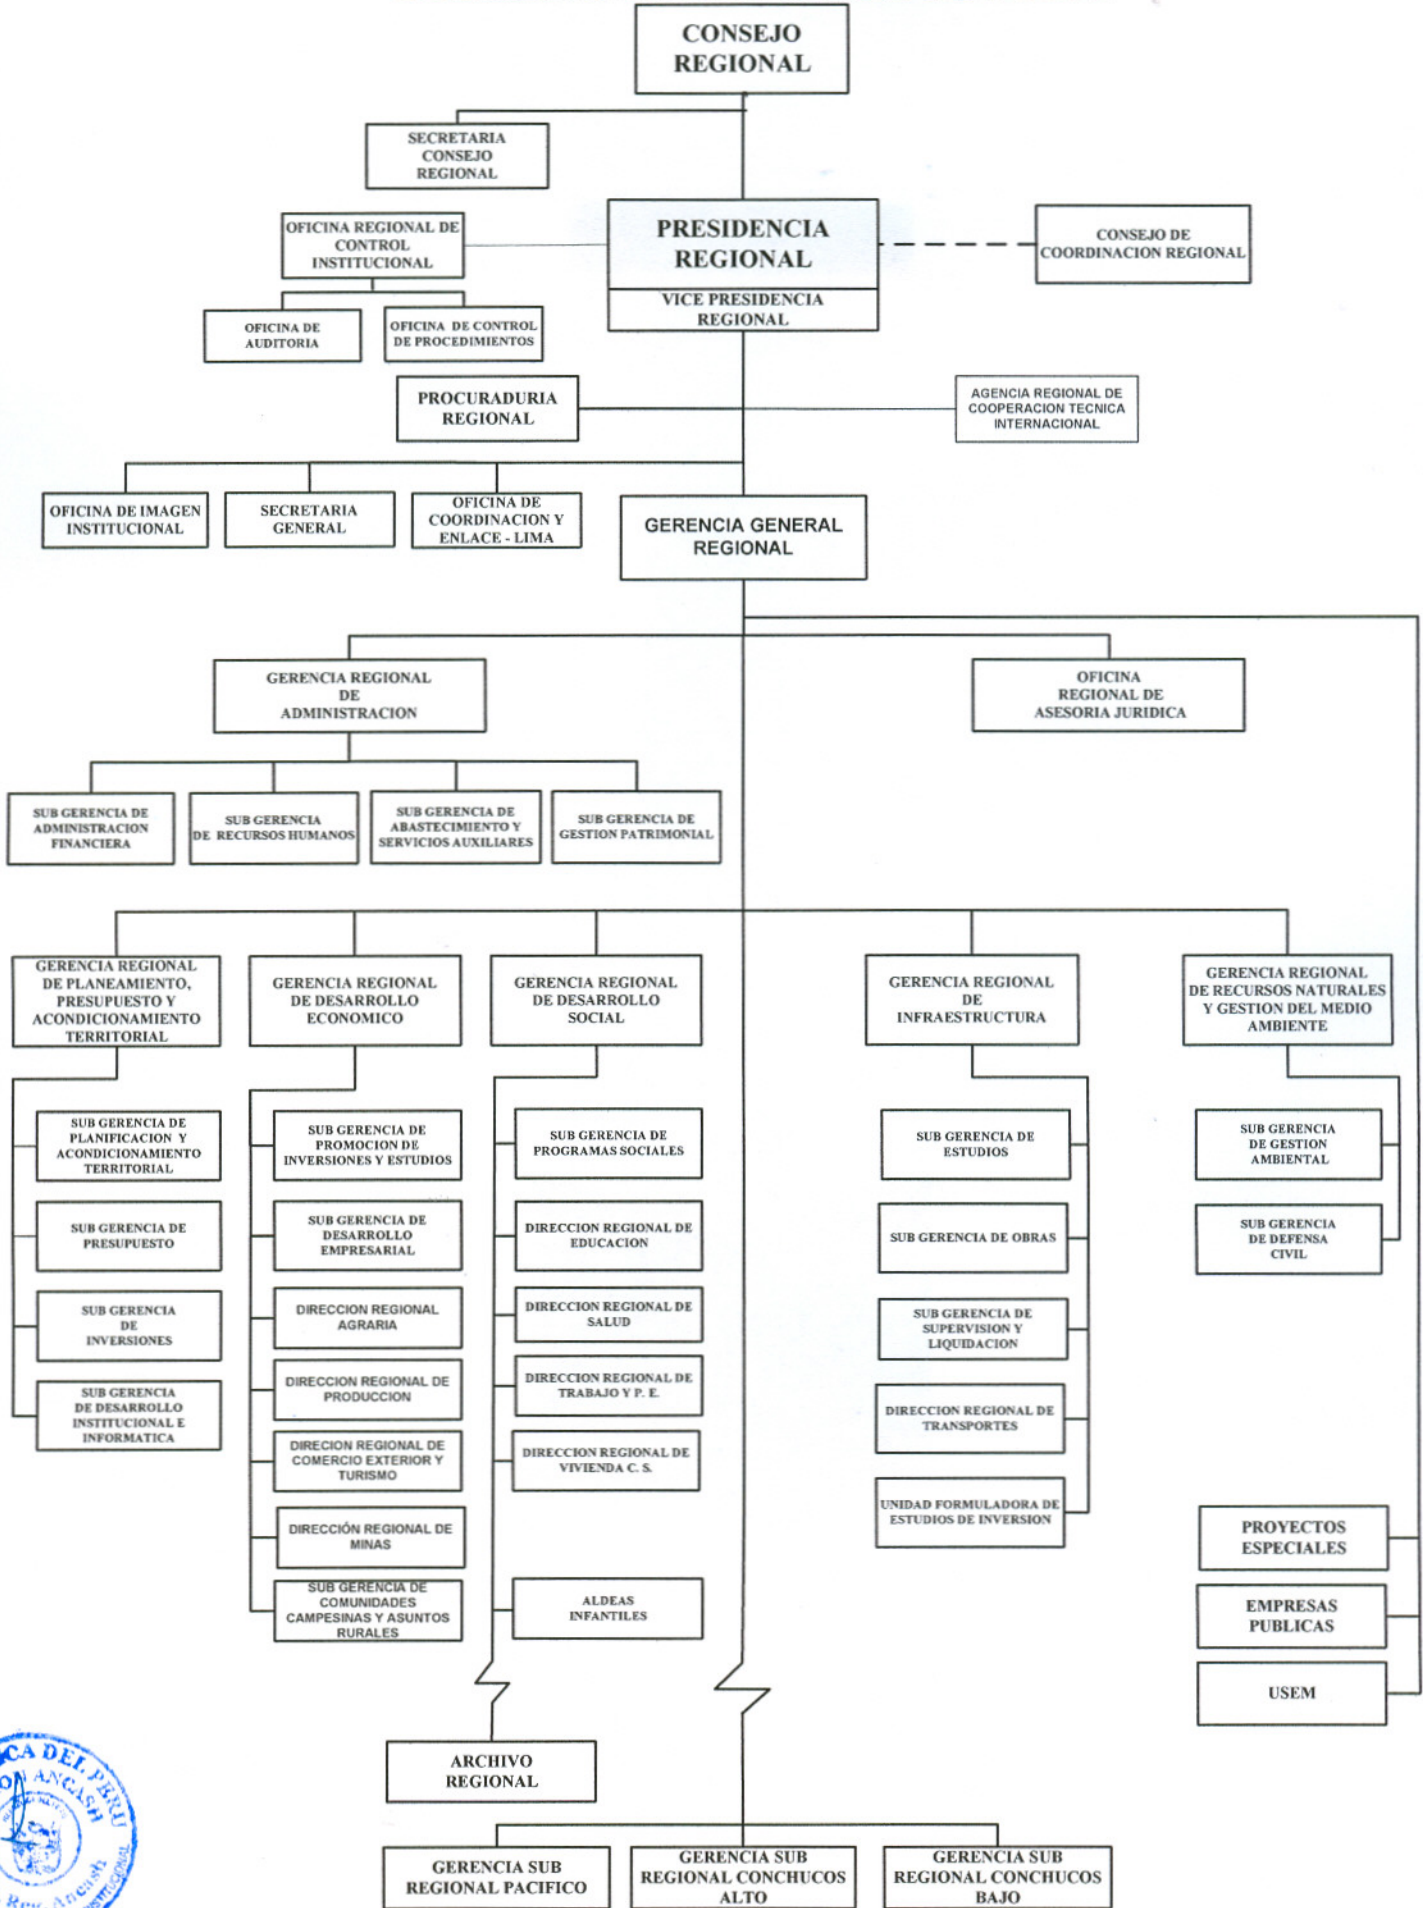 CONSEJO
REGIONAL
SECRETARIA
CONSEJO
REGIONAL
OFICINA REGIONAL DE
CONTROL
INSTITUCIONAL
PRESIDENCIA
REGIONAL
VICE PRESIDENCIA
REGIONAL
CONSEJO DE
COORDINACION REGIONAL
OFICINA DE
AUDITORIA
OFICINA DE CONTROL
DE PROCEDIMIENTOS
PROCURADURIA
REGIONAL
AGENCIA REGIONAL DE
COOPERACION TECNICA
INTERNACIONAL
OFICINA DE IMAGEN
INSTITUCIONAL
SECRETARIA
GENERAL
OFICINA DE
COORDINACION Y
ENLACE - LIMA
GERENCIA GENERAL
REGIONAL
GERENCIA REGIONAL
DE
ADMINISTRACION
OFICINA
REGIONAL DE
ASESORIA JURIDICA
SUB GERENCIA DE
ADMINISTRACION
FINANCIERA
SUB GERENCIA
DE RECURSOS HUMANOS
SUB GERENCIA DE
ABASTECIMIENTO Y
SERVICIOS AUXILIARES
SUB GERENCIA DE
GESTION PATRIMONIAL
GERENCIA REGIONAL
DE PLANEAMIENTO,
PRESUPUESTO Y
ACONDICIONAMIENTO
TERRITORIAL
GERENCIA REGIONAL
DE DESARROLLO
ECONOMICO
GERENCIA REGIONAL
DE DESARROLLO
SOCIAL
GERENCIA REGIONAL
DE
INFRAESTRUCTURA
GERENCIA REGIONAL
DE RECURSOS NATURALES
Y GESTION DEL MEDIO
AMBIENTE
SUB GERENCIA DE
PLANIFICACION Y
ACONDICIONAMIENTO
TERRITORIAL
SUB GERENCIA DE
PRESUPUESTO
SUB GERENCIA
DE
INVERSIONES
SUB GERENCIA
DE DESARROLLO
INSTITUCIONAL E
INFORMATICA
SUB GERENCIA DE
PROMOCION DE
INVERSIONES Y ESTUDIOS
SUB GERENCIA DE
DESARROLLO
EMPRESARIAL
DIRECCION REGIONAL
AGRARIA
DIRECCION REGIONAL DE
PRODUCCION
DIRECION REGIONAL DE
COMERCIO EXTERIOR Y
TURISMO
DIRECCIÓN REGIONAL DE
MINAS
SUB GERENCIA DE
COMUNIDADES
CAMPESINAS Y ASUNTOS
RURALES
SUB GERENCIA DE
PROGRAMAS SOCIALES
DIRECCION REGIONAL DE
EDUCACION
DIRECCION REGIONAL DE
SALUD
DIRECCION REGIONAL DE
TRABAJO Y P. E.
DIRECCION REGIONAL DE
VIVIENDA C. S.
ALDEAS
INFANTILES
SUB GERENCIA DE
ESTUDIOS
SUB GERENCIA DE OBRAS
SUB GERENCIA DE
SUPERVISION Y
LIQUIDACION
DIRECCION REGIONAL DE
TRANSPORTES
UNIDAD FORMULADORA DE
ESTUDIOS DE INVERSION
SUB GERENCIA
DE GESTION
AMBIENTAL
SUB GERENCIA
DE DEFENSA
CIVIL
PROYECTOS
ESPECIALES
EMPRESAS
PUBLICAS
USEM
ARCHIVO
REGIONAL
GERENCIA SUB
REGIONAL PACIFICO
GERENCIA SUB
REGIONAL CONCHUCOS
ALTO
GERENCIA SUB
REGIONAL CONCHUCOS
BAJO
DEL PERU
ANCASH